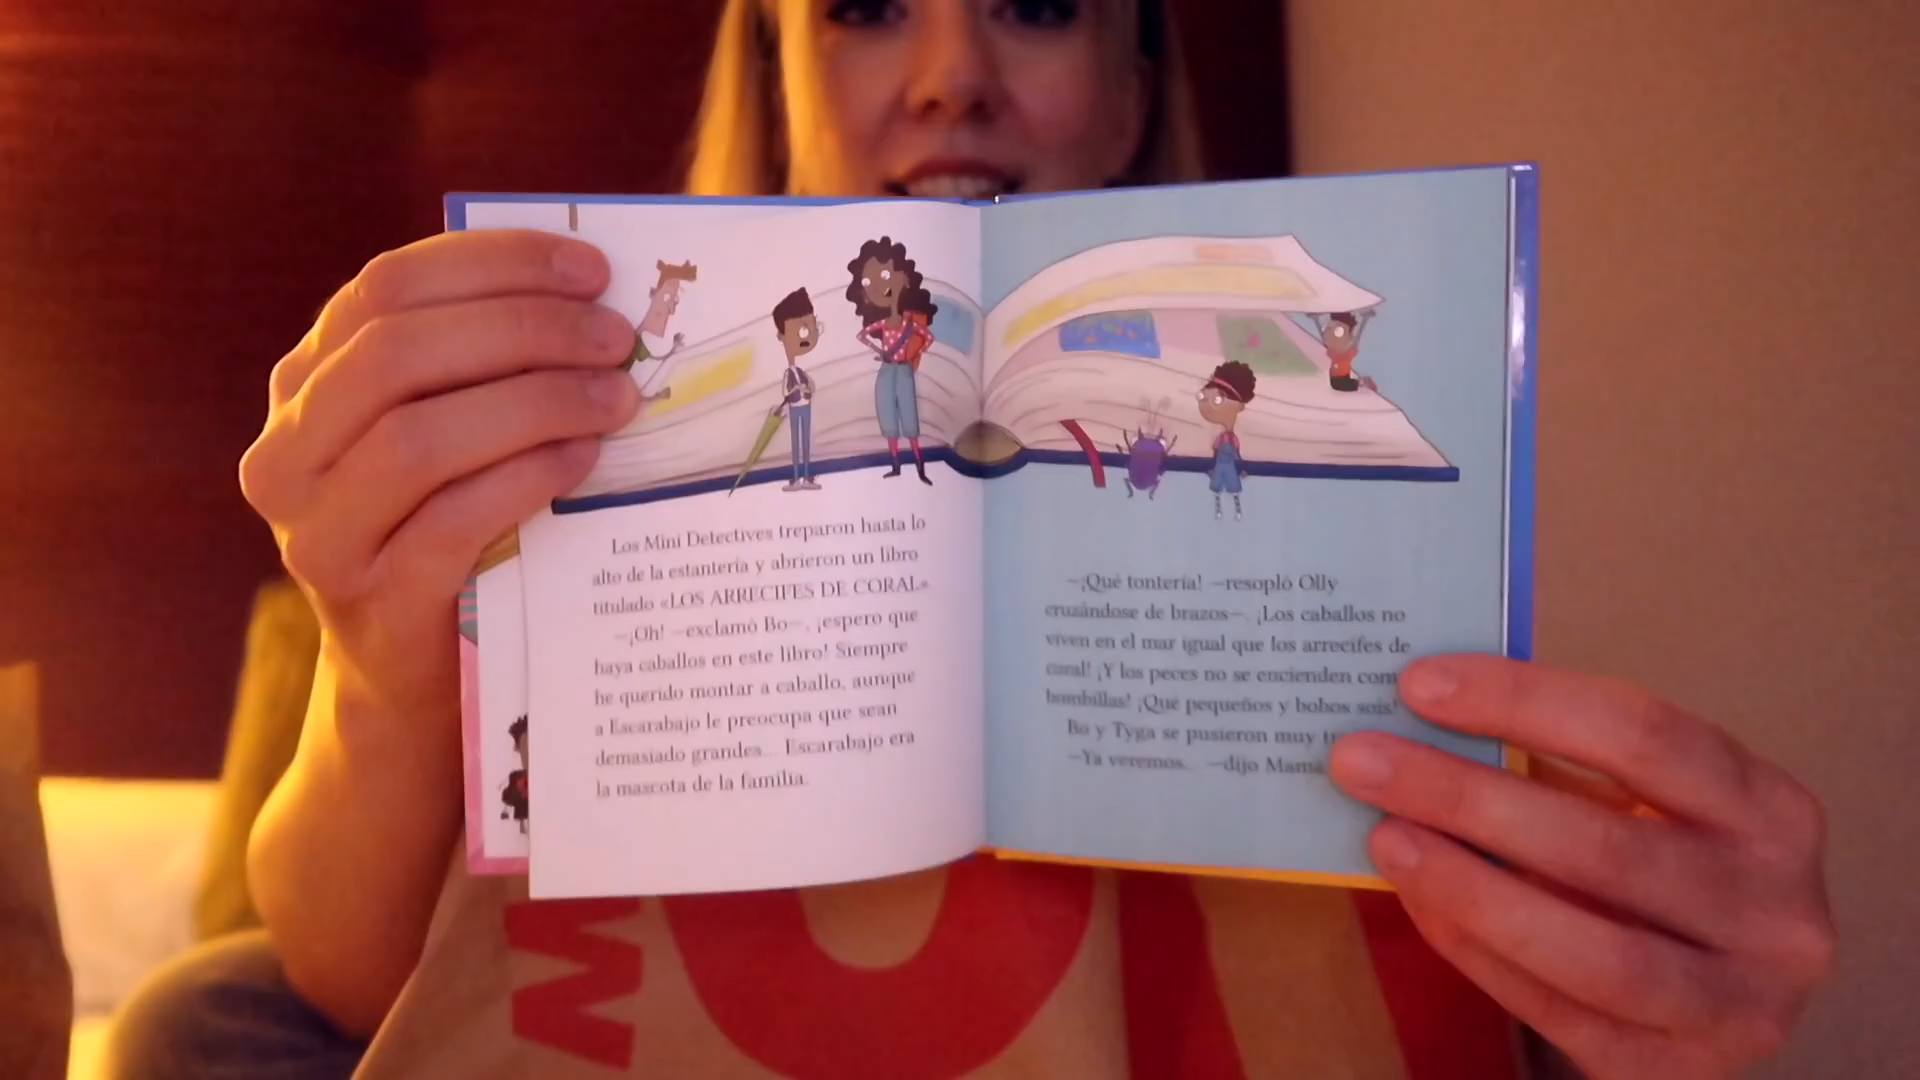 Los Mini Detectives treparon hasta lo
alto de la estantería y abrieron un libro
titulado «LOS ARRECIFES DE CORAL».
—¡Oh! —exclamó Bo—, ¡espero que
haya caballos en este libro! Siempre
he querido montar a caballo, aunque
a Escarabajo le preocupa que sean
demasiado grandes... Escarabajo era
la mascota de la familia.
—¡Qué tontería! —resopló Olly
cruzándose de brazos—. ¡Los caballos no
viven en el mar igual que los arrecifes de
coral! ¡Y los peces no se encienden com
bombillas! ¡Qué pequeños y bobos sois!
Bo y Tyga se pusieron muy
—Ya veremos... —dijo Mamá